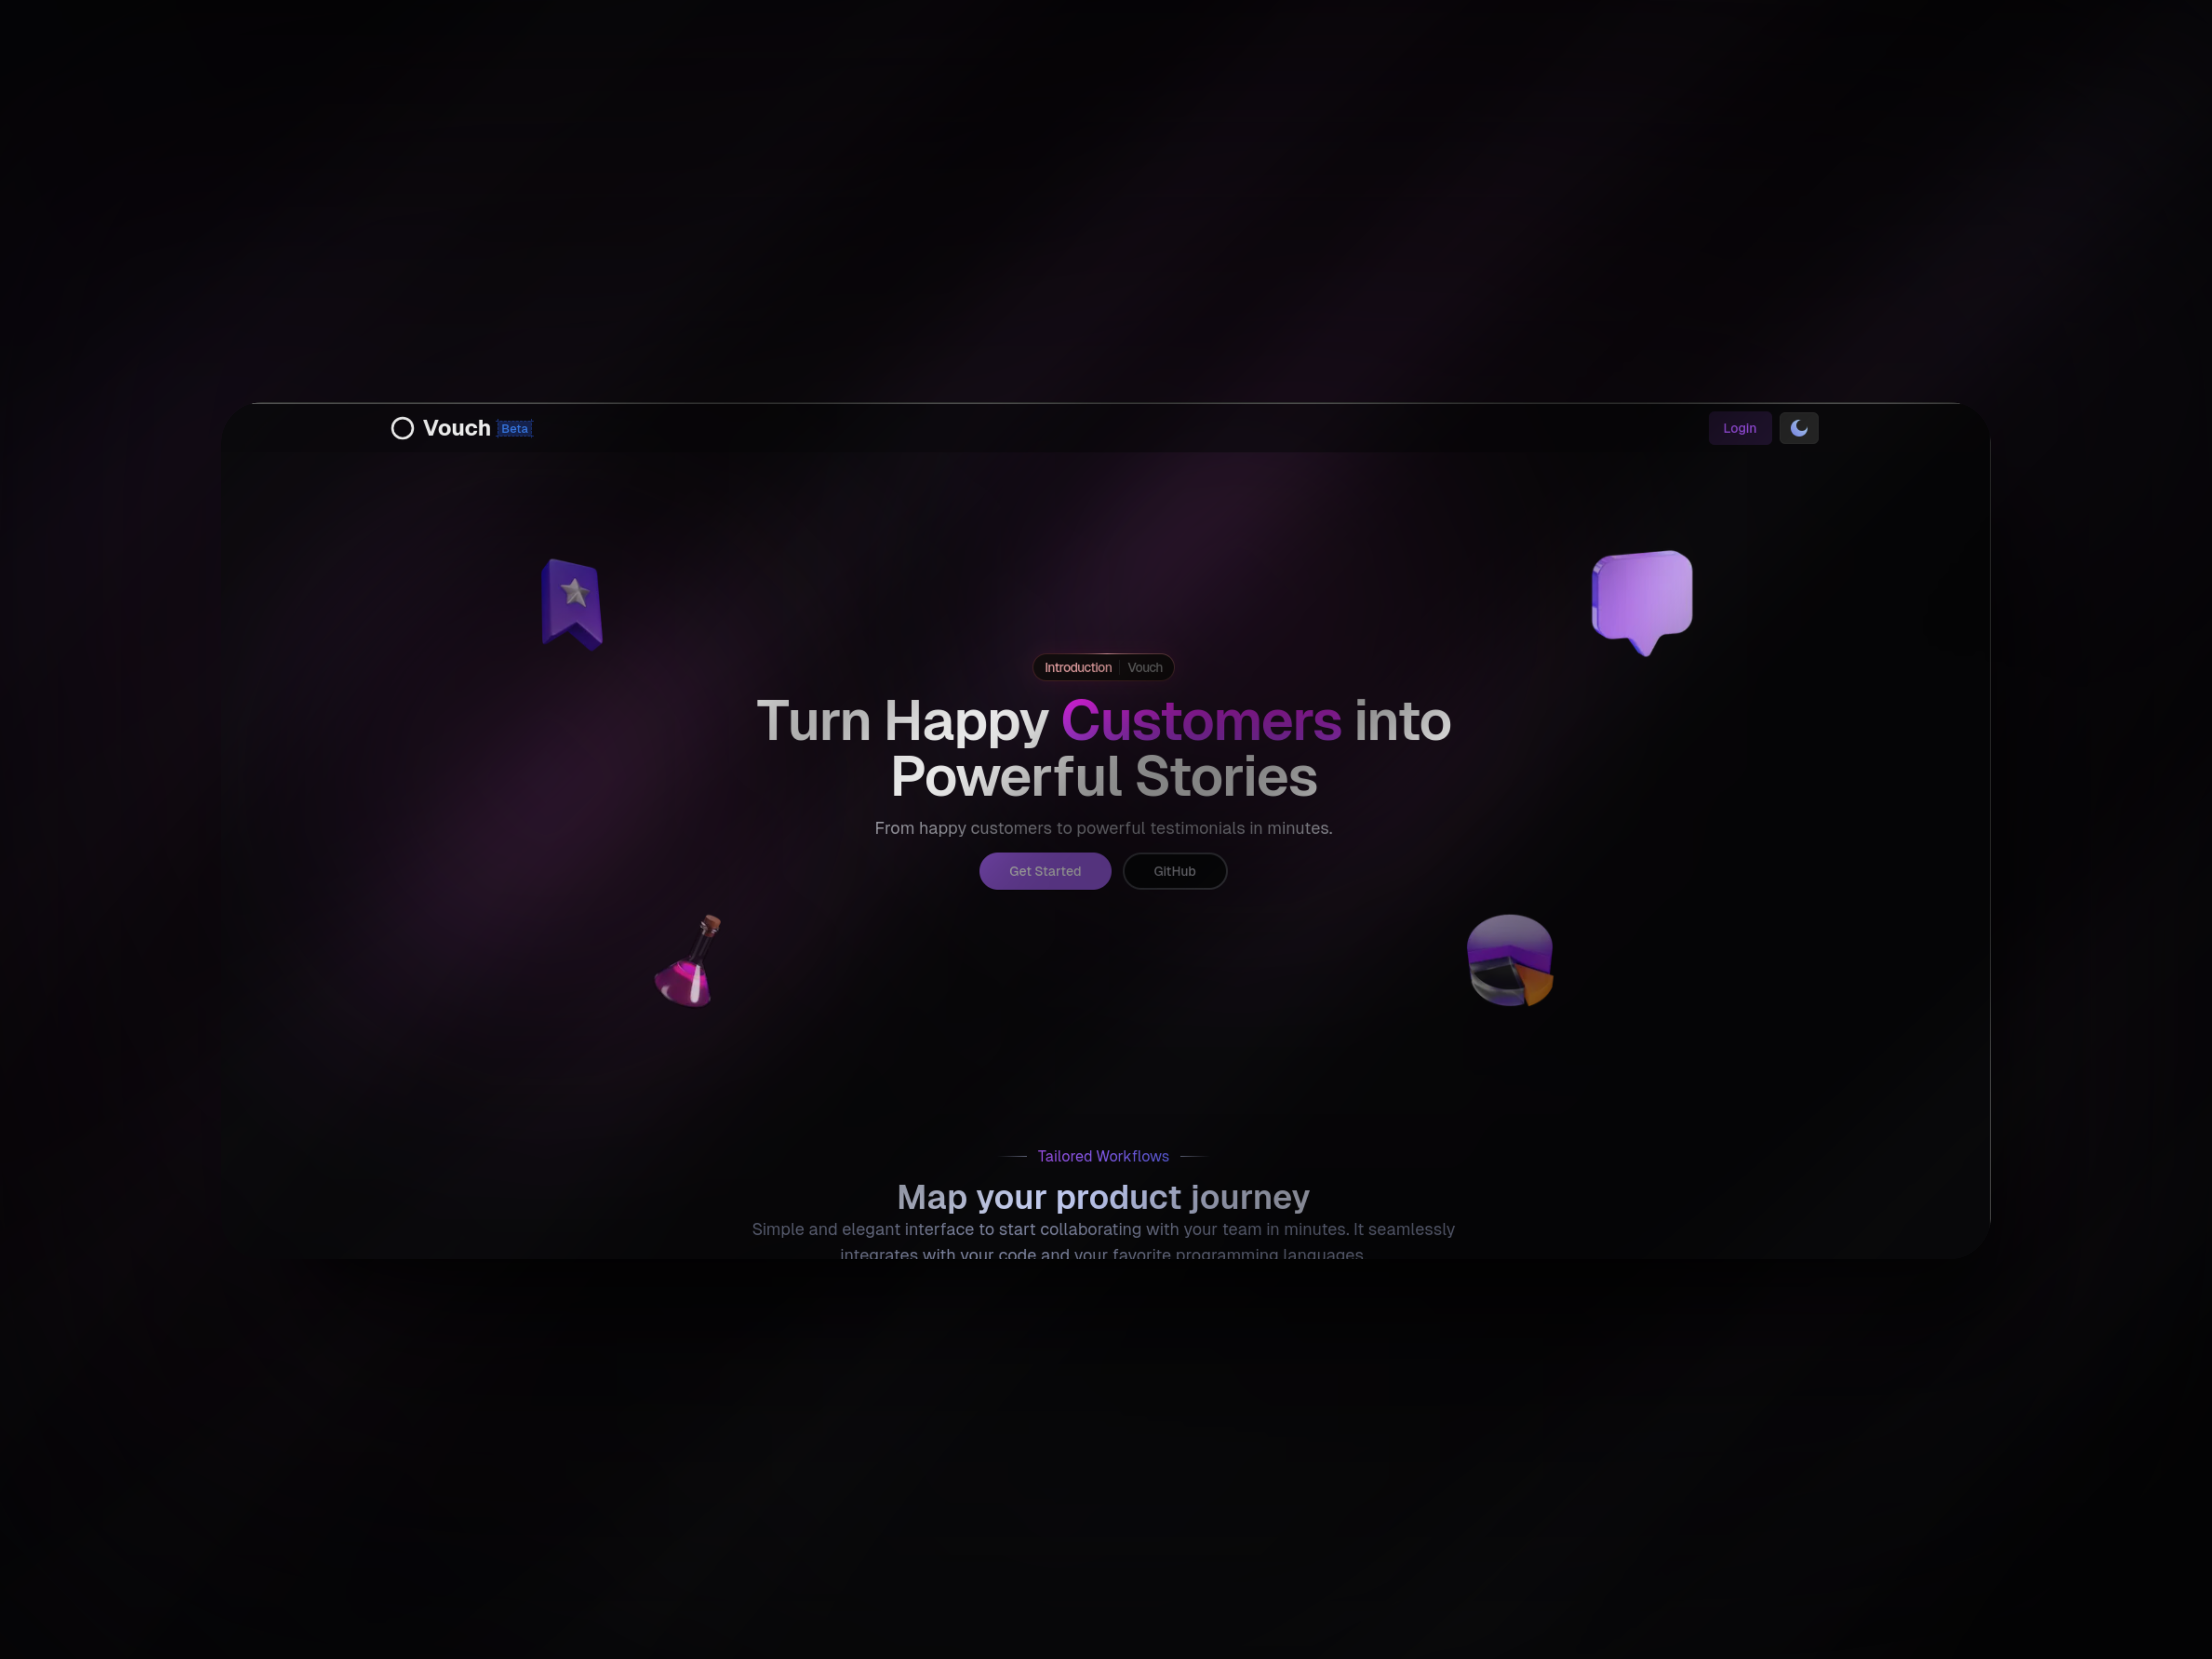 Vouch Beta
Login
Introduction | Vouch
Turn Happy Customers into
Powerful Stories
From happy customers to powerful testimonials in minutes.
Get Started
GitHub
Tailored Workflows
Map your product journey
Simple and elegant interface to start collaborating with your team in minutes. It seamlessly
integrates with your code and your favorite programming languages